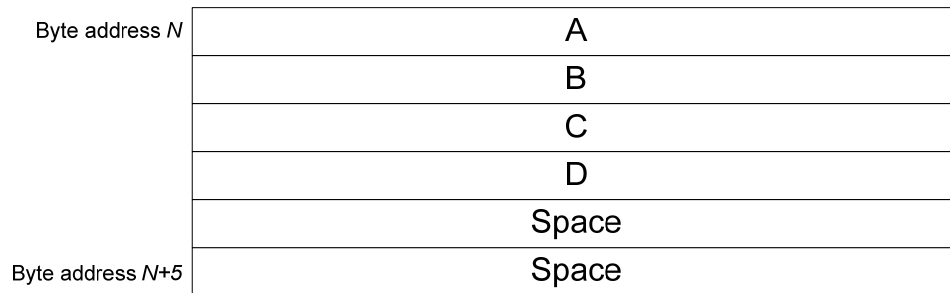 Byte address N A
B
C
D
Space
Byte address N+5 Space